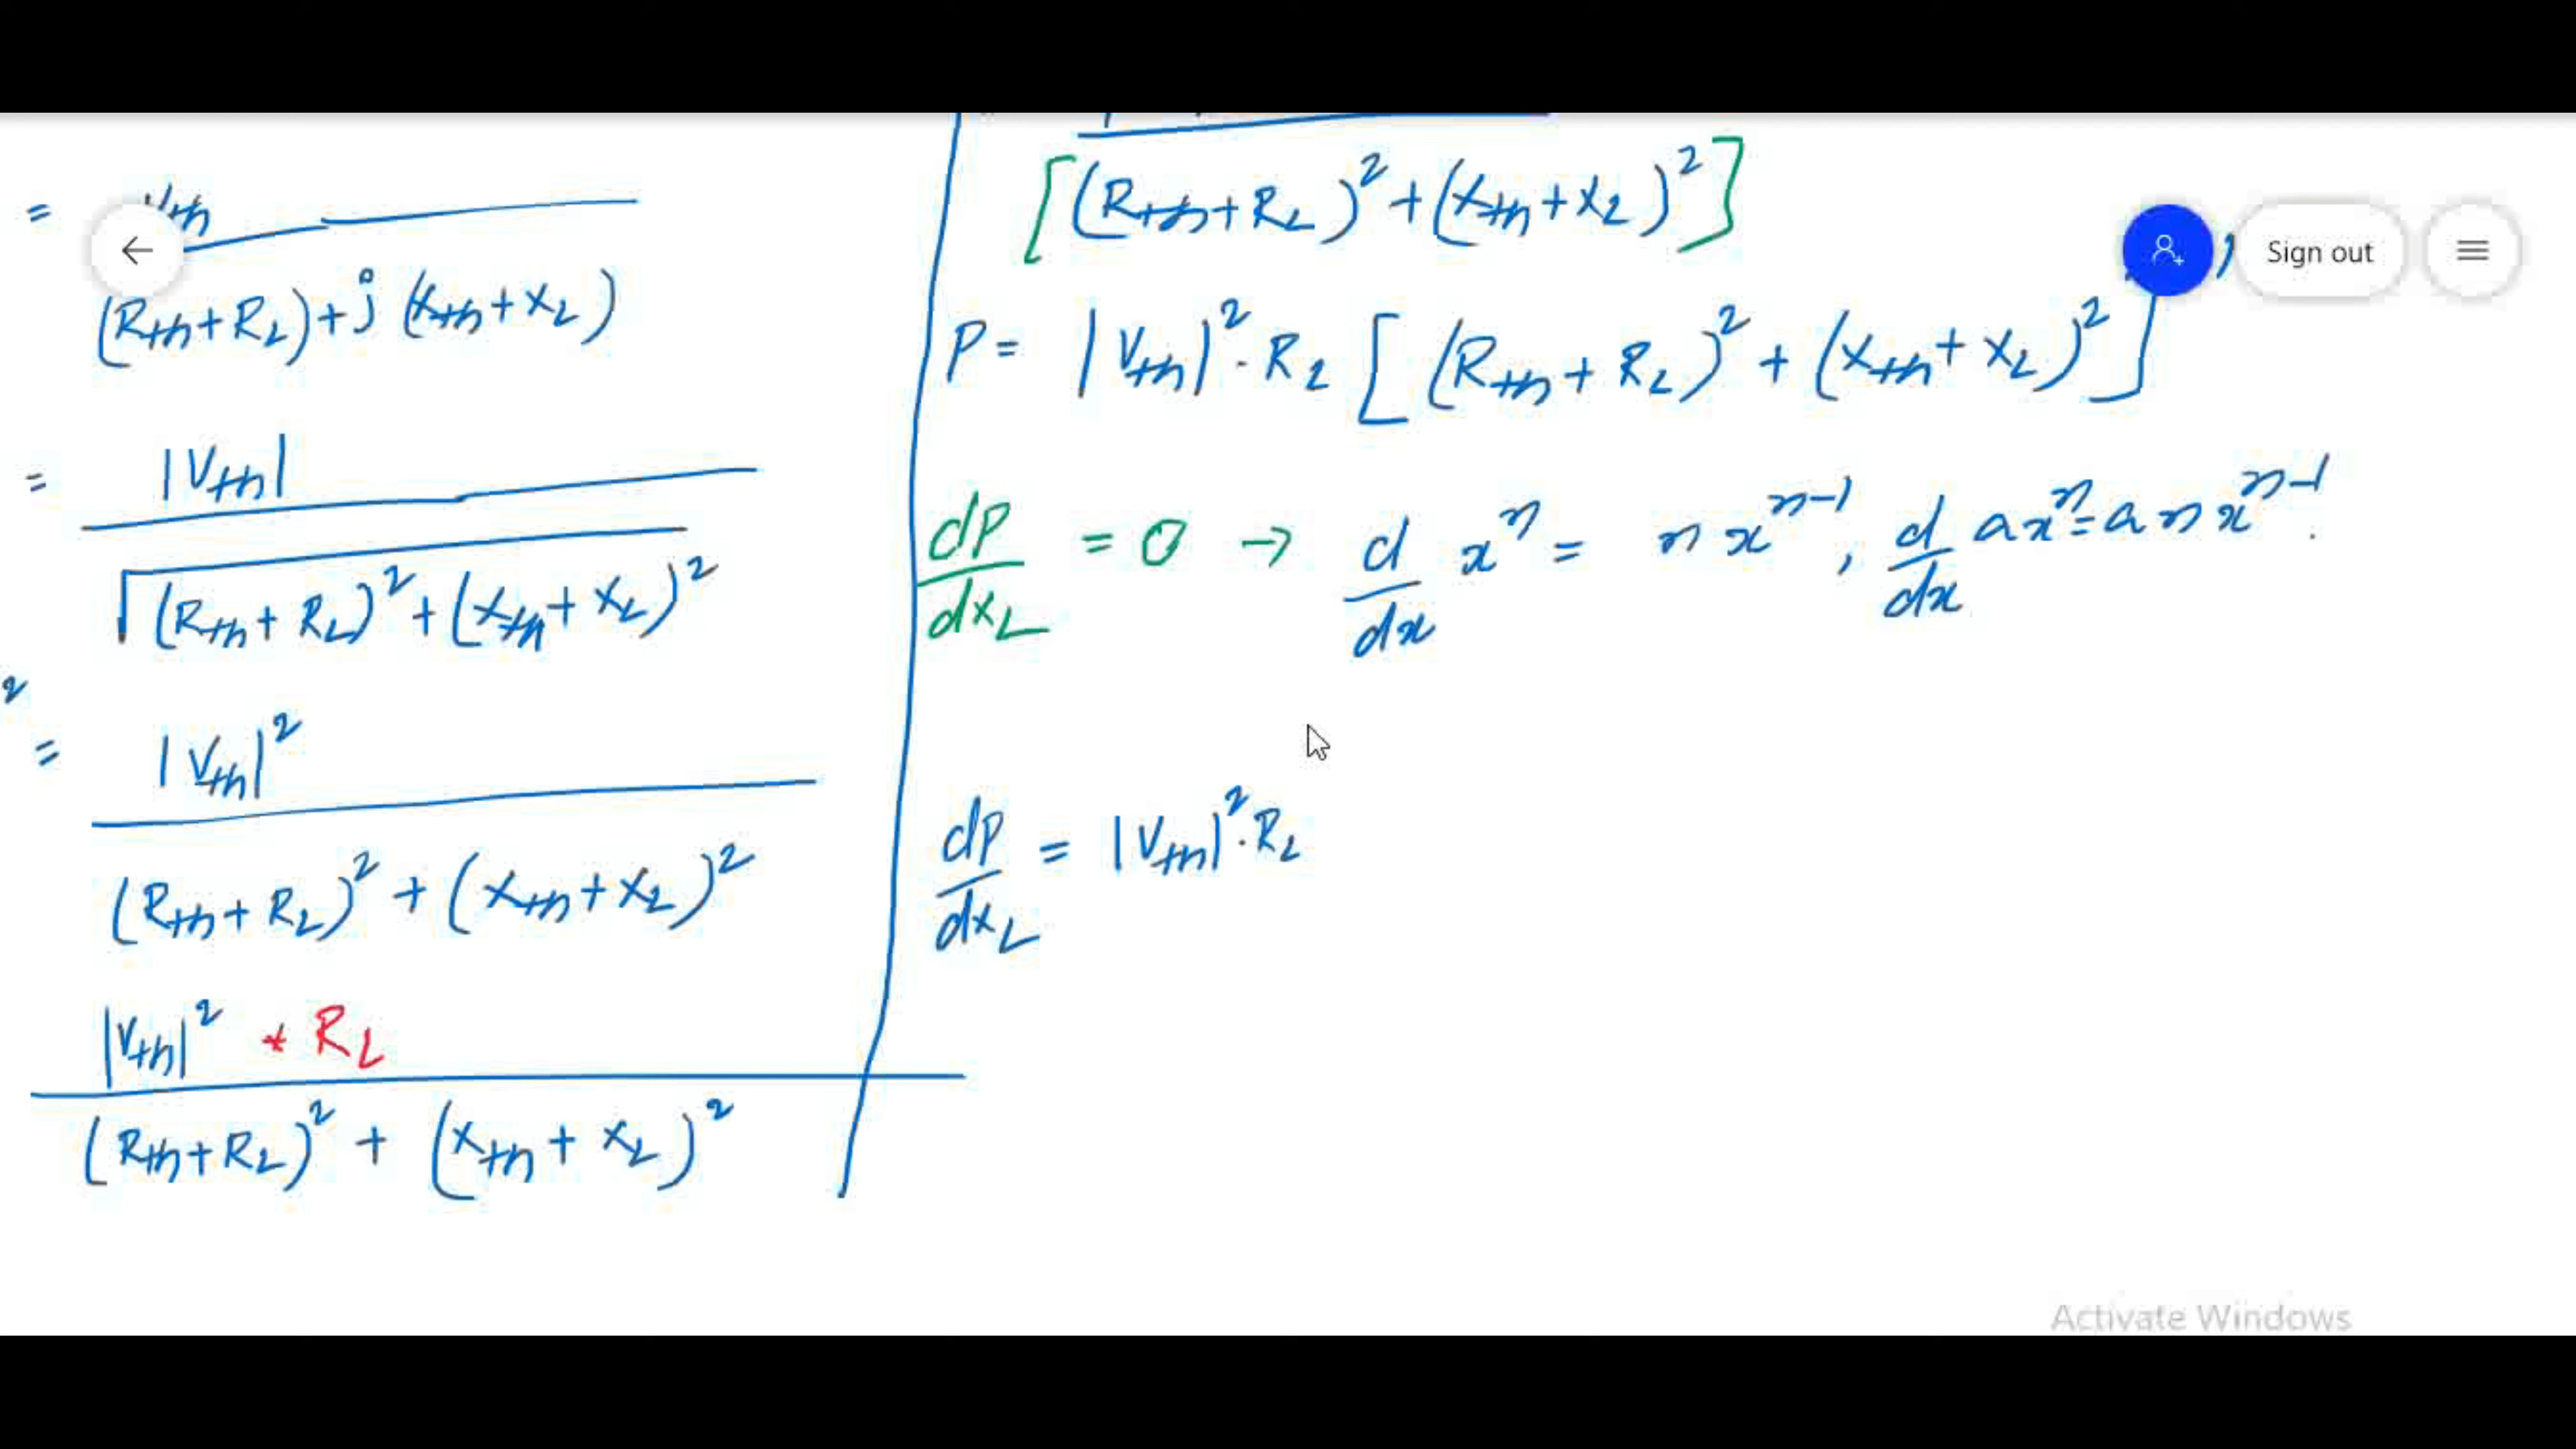 = Vth
(Rth+RL)+j (Xth+XL)
= |Vth|
√(Rth+RL)²+(Xth+XL)²
2
= |Vth|²
(Rth+RL)²+(Xth+XL)²
|Vth|² * RL
(Rth+RL)² + (Xth+XL)²
[(Rth+RL)²+(Xth+XL)²]
P= |Vth|²·RL [(Rth+RL)²+(Xth+XL)²]
dP/dXL = 0 → d/dx xⁿ = n xⁿ⁻¹, d/dx axⁿ = a n xⁿ⁻¹.
dP/dXL = |Vth|²·RL
Sign out
Activate Windows